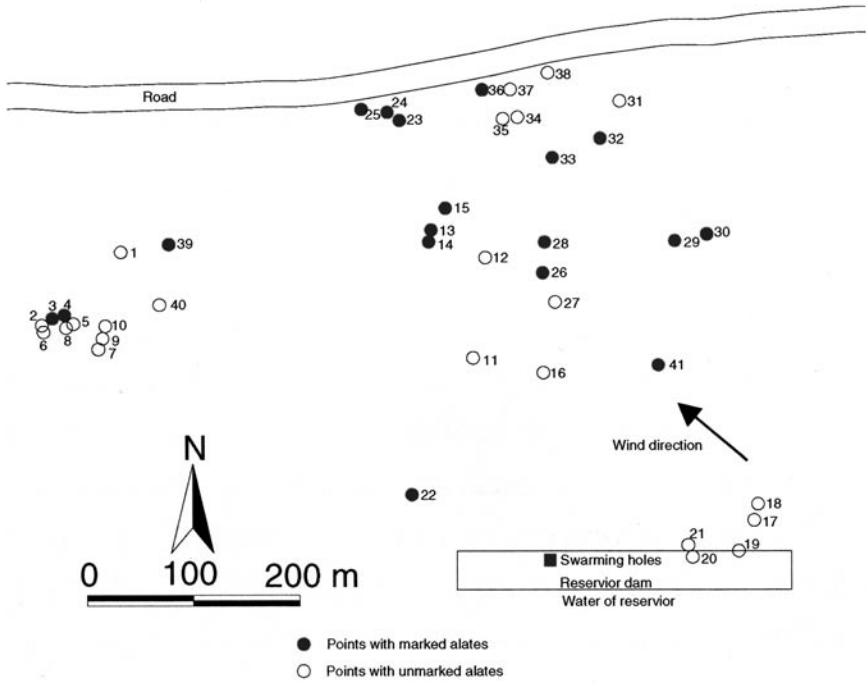 38
36 37
31
Road
24
25 23
35 34
32
33
15
13
14
39
1
28
29 30
12
26
27
40
3 4
2 5 10
6 8 9
7
11
16
41
Wind direction
N
22
18
17
21
19
20
Swarming holes
0 100 200 m
Reservior dam
Water of reservior
Points with marked alates
Points with unmarked alates